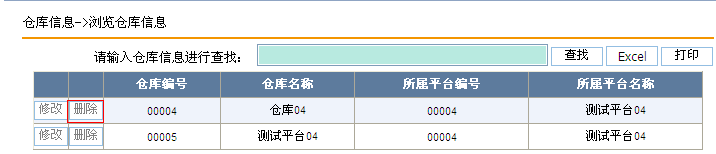 仓库信息->浏览仓库信息
请输入仓库信息进行查找： 查找 Excel 打印
仓库编号 仓库名称 所属平台编号 所属平台名称
修改 删除 00004 仓库04 00004 测试平台04
修改 删除 00005 测试平台04 00004 测试平台04